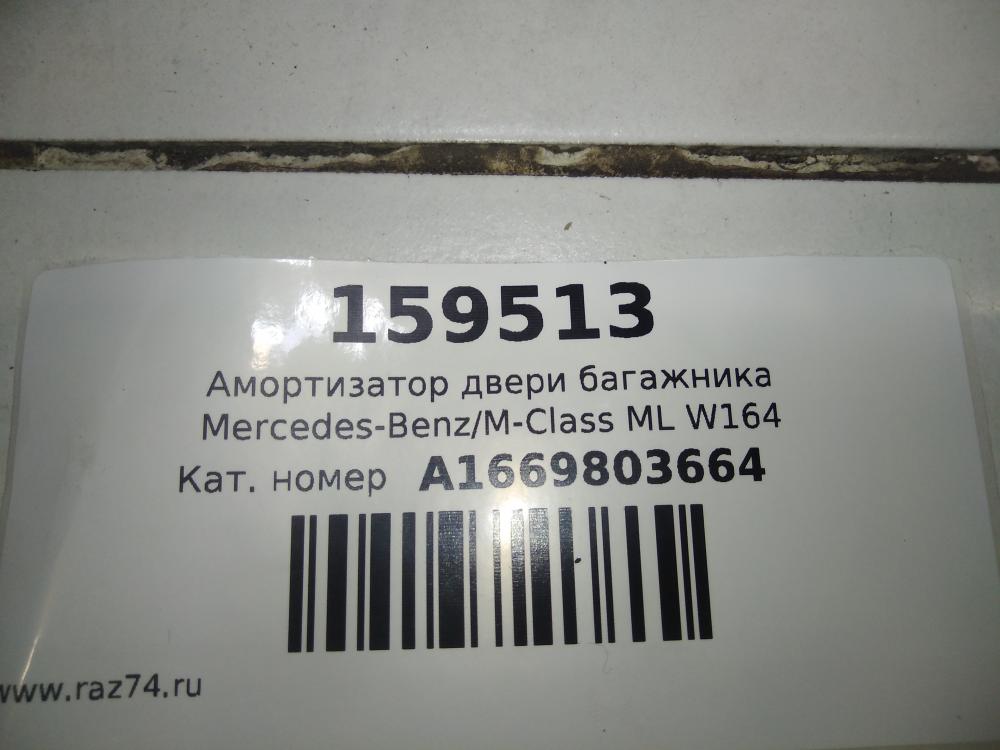 159513
Амортизатор двери багажника
Mercedes-Benz/M-Class ML W164
Кат. номер A1669803664
www.raz74.ru